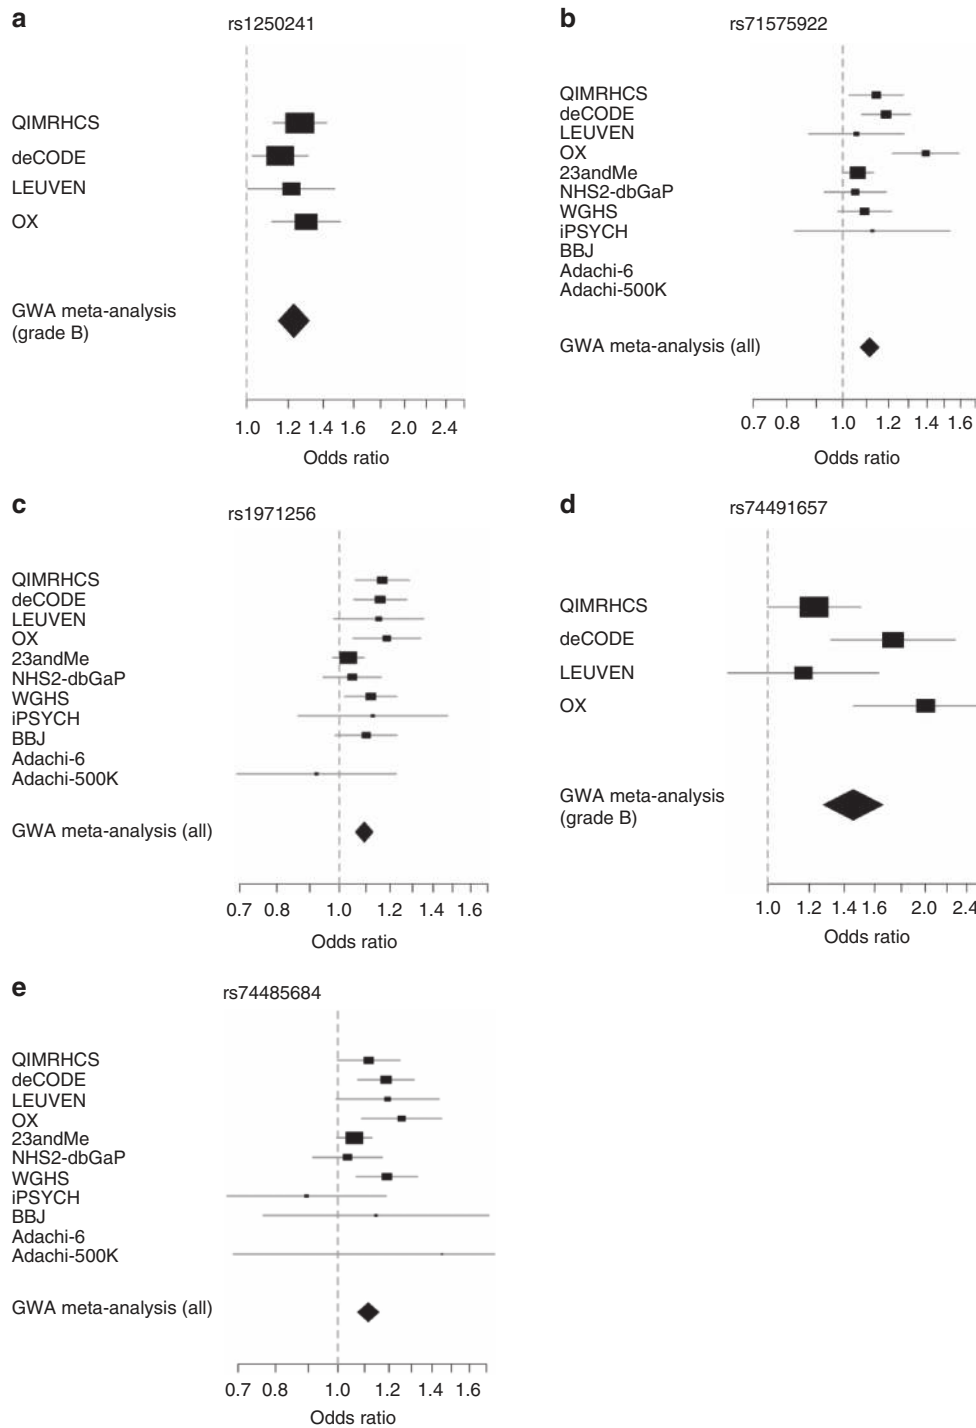 a
rs1250241
QIMRHCS
deCODE
LEUVEN
OX
GWA meta-analysis
(grade B)
1.0 1.2 1.4 1.6 2.0 2.4
Odds ratio
b
rs71575922
QIMRHCS
deCODE
LEUVEN
OX
23andMe
NHS2-dbGaP
WGHS
iPSYCH
BBJ
Adachi-6
Adachi-500K
GWA meta-analysis (all)
0.7 0.8 1.0 1.2 1.4 1.6
Odds ratio
c
rs1971256
QIMRHCS
deCODE
LEUVEN
OX
23andMe
NHS2-dbGaP
WGHS
iPSYCH
BBJ
Adachi-6
Adachi-500K
GWA meta-analysis (all)
0.7 0.8 1.0 1.2 1.4 1.6
Odds ratio
d
rs74491657
QIMRHCS
deCODE
LEUVEN
OX
GWA meta-analysis
(grade B)
1.0 1.2 1.4 1.6 2.0 2.4
Odds ratio
e
rs74485684
QIMRHCS
deCODE
LEUVEN
OX
23andMe
NHS2-dbGaP
WGHS
iPSYCH
BBJ
Adachi-6
Adachi-500K
GWA meta-analysis (all)
0.7 0.8 1.0 1.2 1.4 1.6
Odds ratio